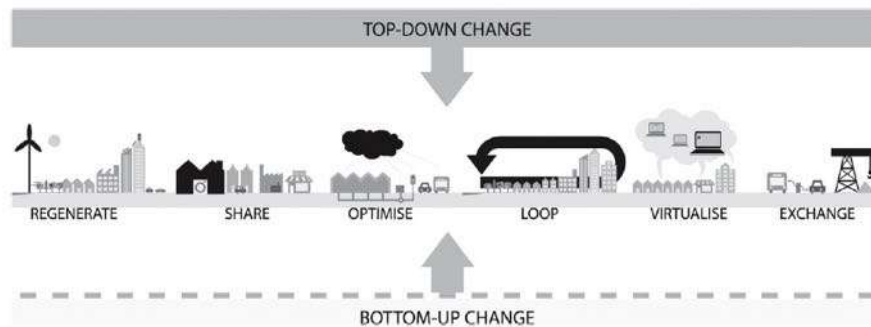 TOP-DOWN CHANGE
REGENERATE SHARE OPTIMISE LOOP VIRTUALISE EXCHANGE
BOTTOM-UP CHANGE